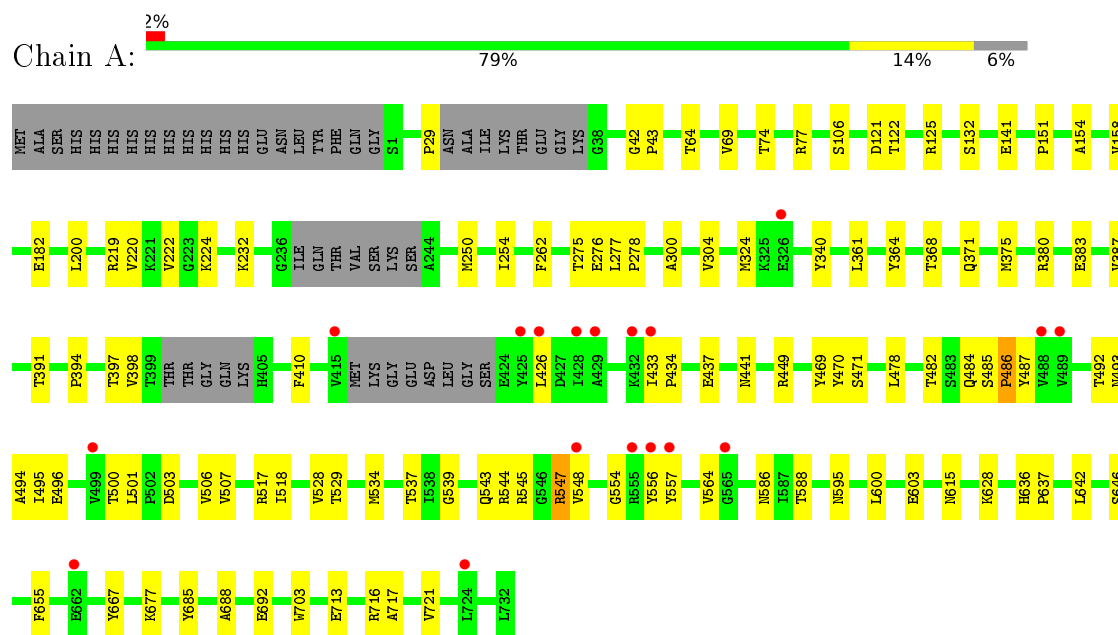 2%
Chain A:
79% 14% 6%
MET ALA SER HIS HIS HIS HIS HIS HIS HIS HIS HIS HIS GLU ASN LEU TYR PHE GLN GLY S1 P29 ASN ALA ILE LYS THR GLU GLY LYS G38 G42 P43 T64 V69 T74 R77 S106 D121 T122 R125 S132 E141 P151 A154 V158
E182 L200 R219 V220 K221 V222 G223 K224 K232 G236 ILE GLN THR VAL SER LYS SER A244 M250 I254 F262 T275 E276 L277 P278 A300 V304 M324 K325 E326 Y340 L361 Y364 T368 Q371 M375 R380 E383 V387
T391 P394 T397 V398 T399 THR THR GLY GLN LYS H405 F410 V415 MET LYS GLY GLU ASP LEU GLY SER E424 Y425 L426 D427 I428 A429 K432 I433 P434 E437 N441 R449 Y469 Y470 S471 L478 T482 S483 Q484 S485 P486 Y487 V488 V489 T492 N493
A494 I495 E496 V499 T500 L501 P502 D503 V506 V507 R517 I518 V528 T529 M534 T537 I538 G539 Q543 R544 R545 G546 R547 V548 G554 R555 Y556 Y557 V564 G565 N586 I587 T588 N595 L600 E603 N615 K628 H636 P637 L642 S646
F655 E662 Y667 K677 Y685 A688 E692 W703 E713 R716 A717 V721 L724 L732